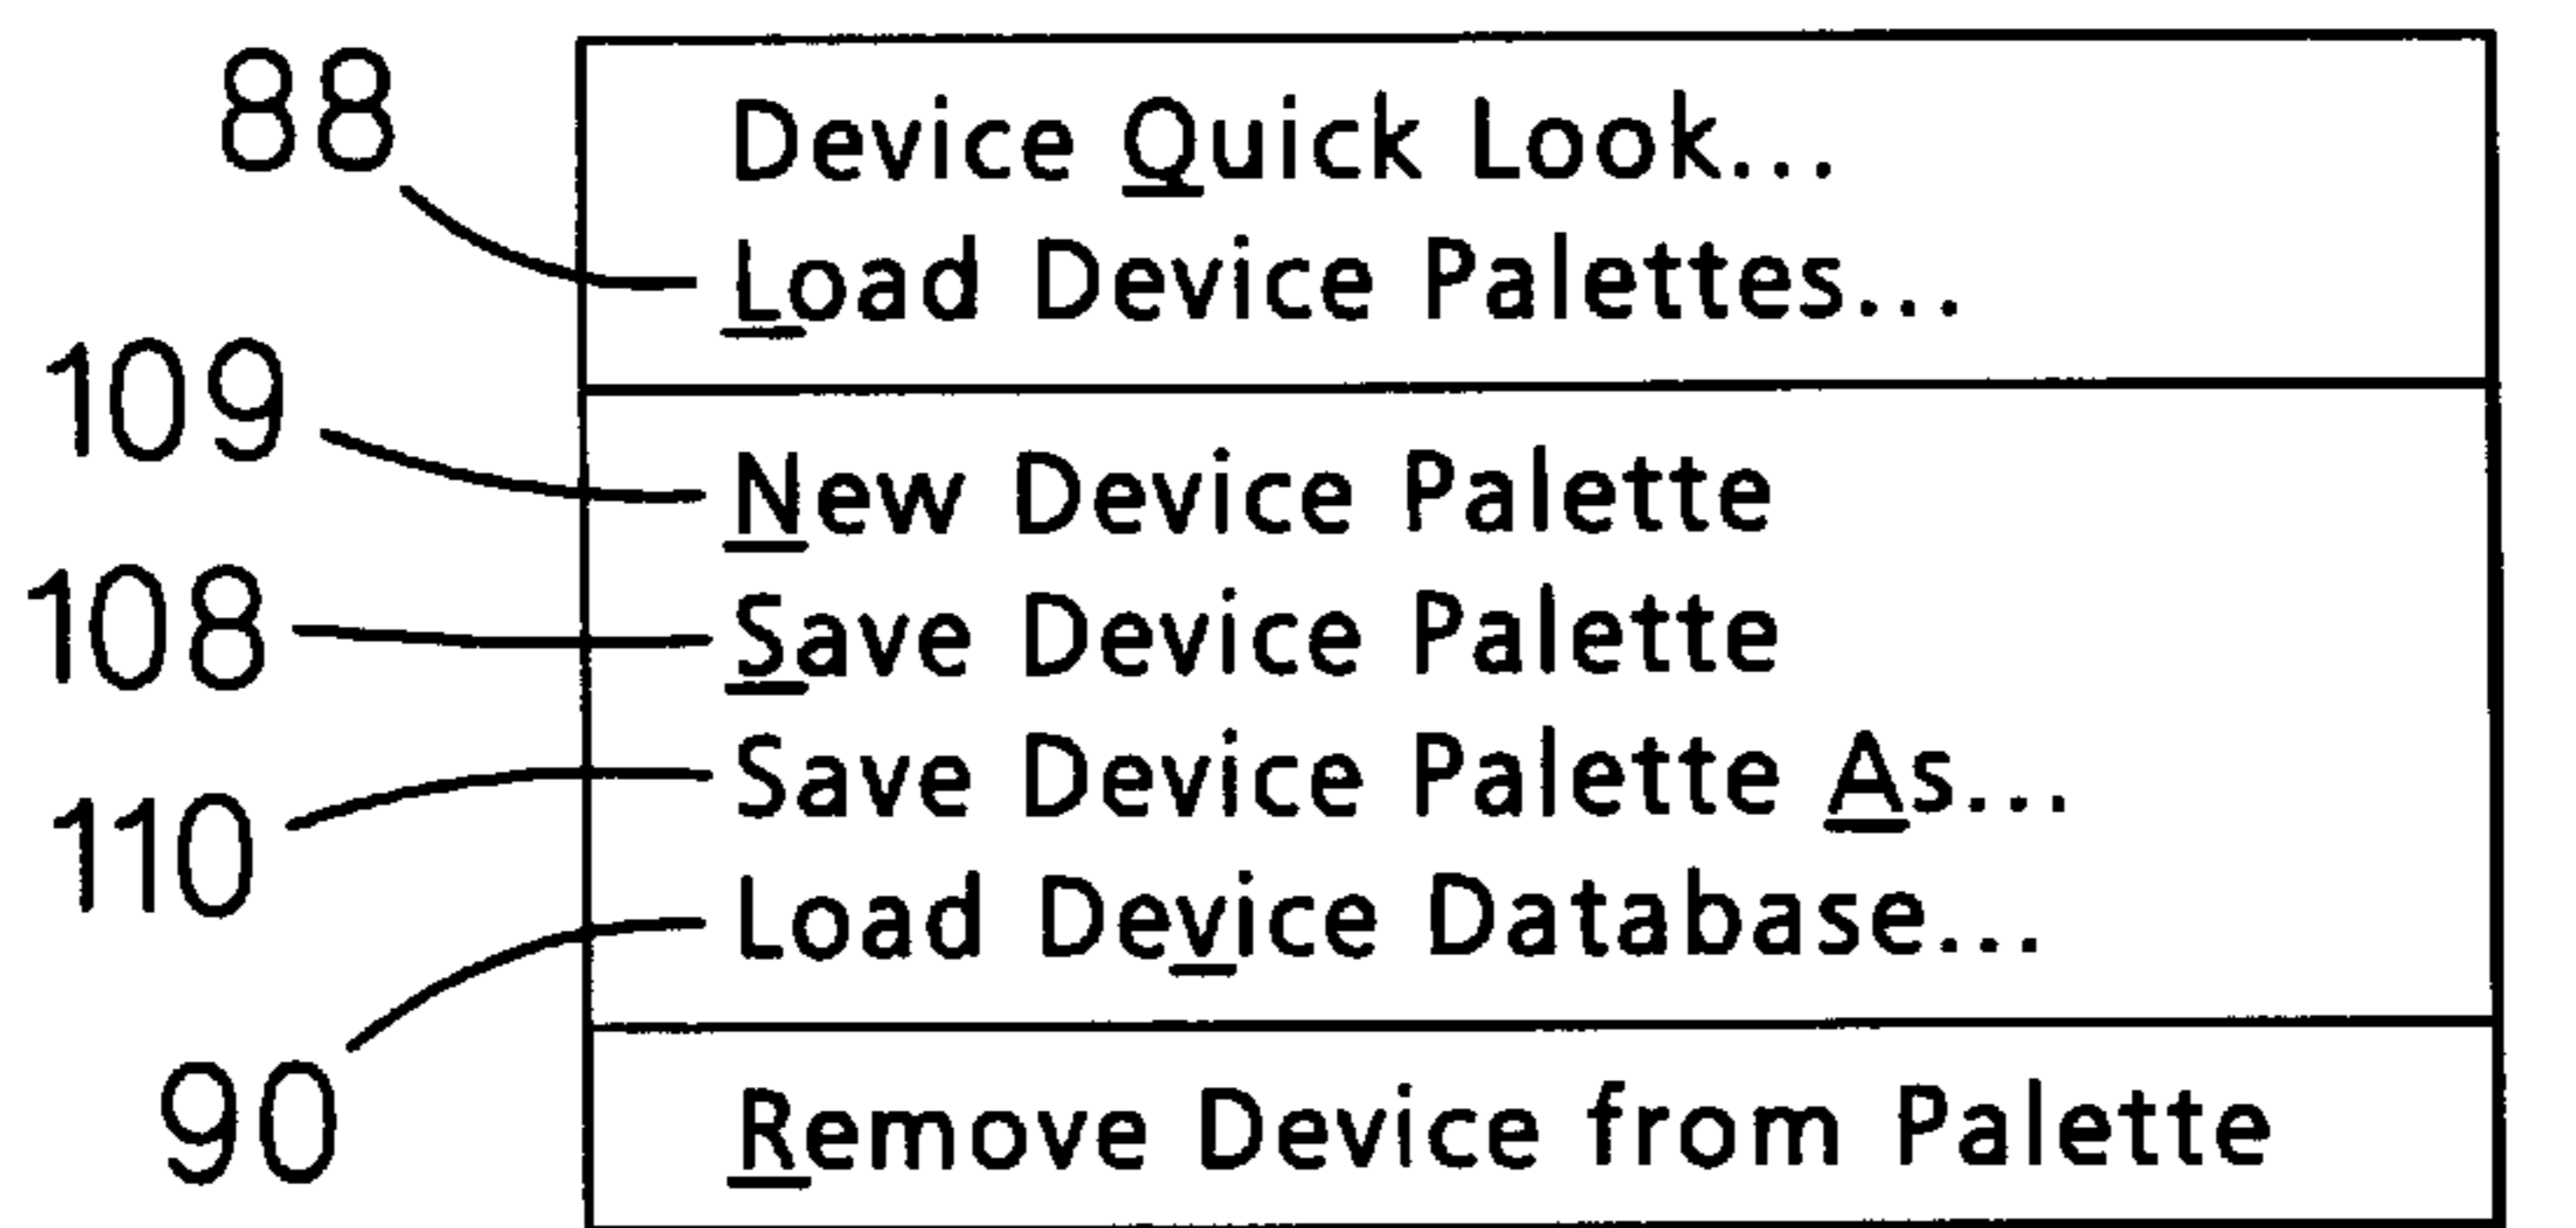 88
Device Quick Look...
Load Device Palettes...
109
New Device Palette
108
Save Device Palette
110
Save Device Palette As...
Load Device Database...
90
Remove Device from Palette